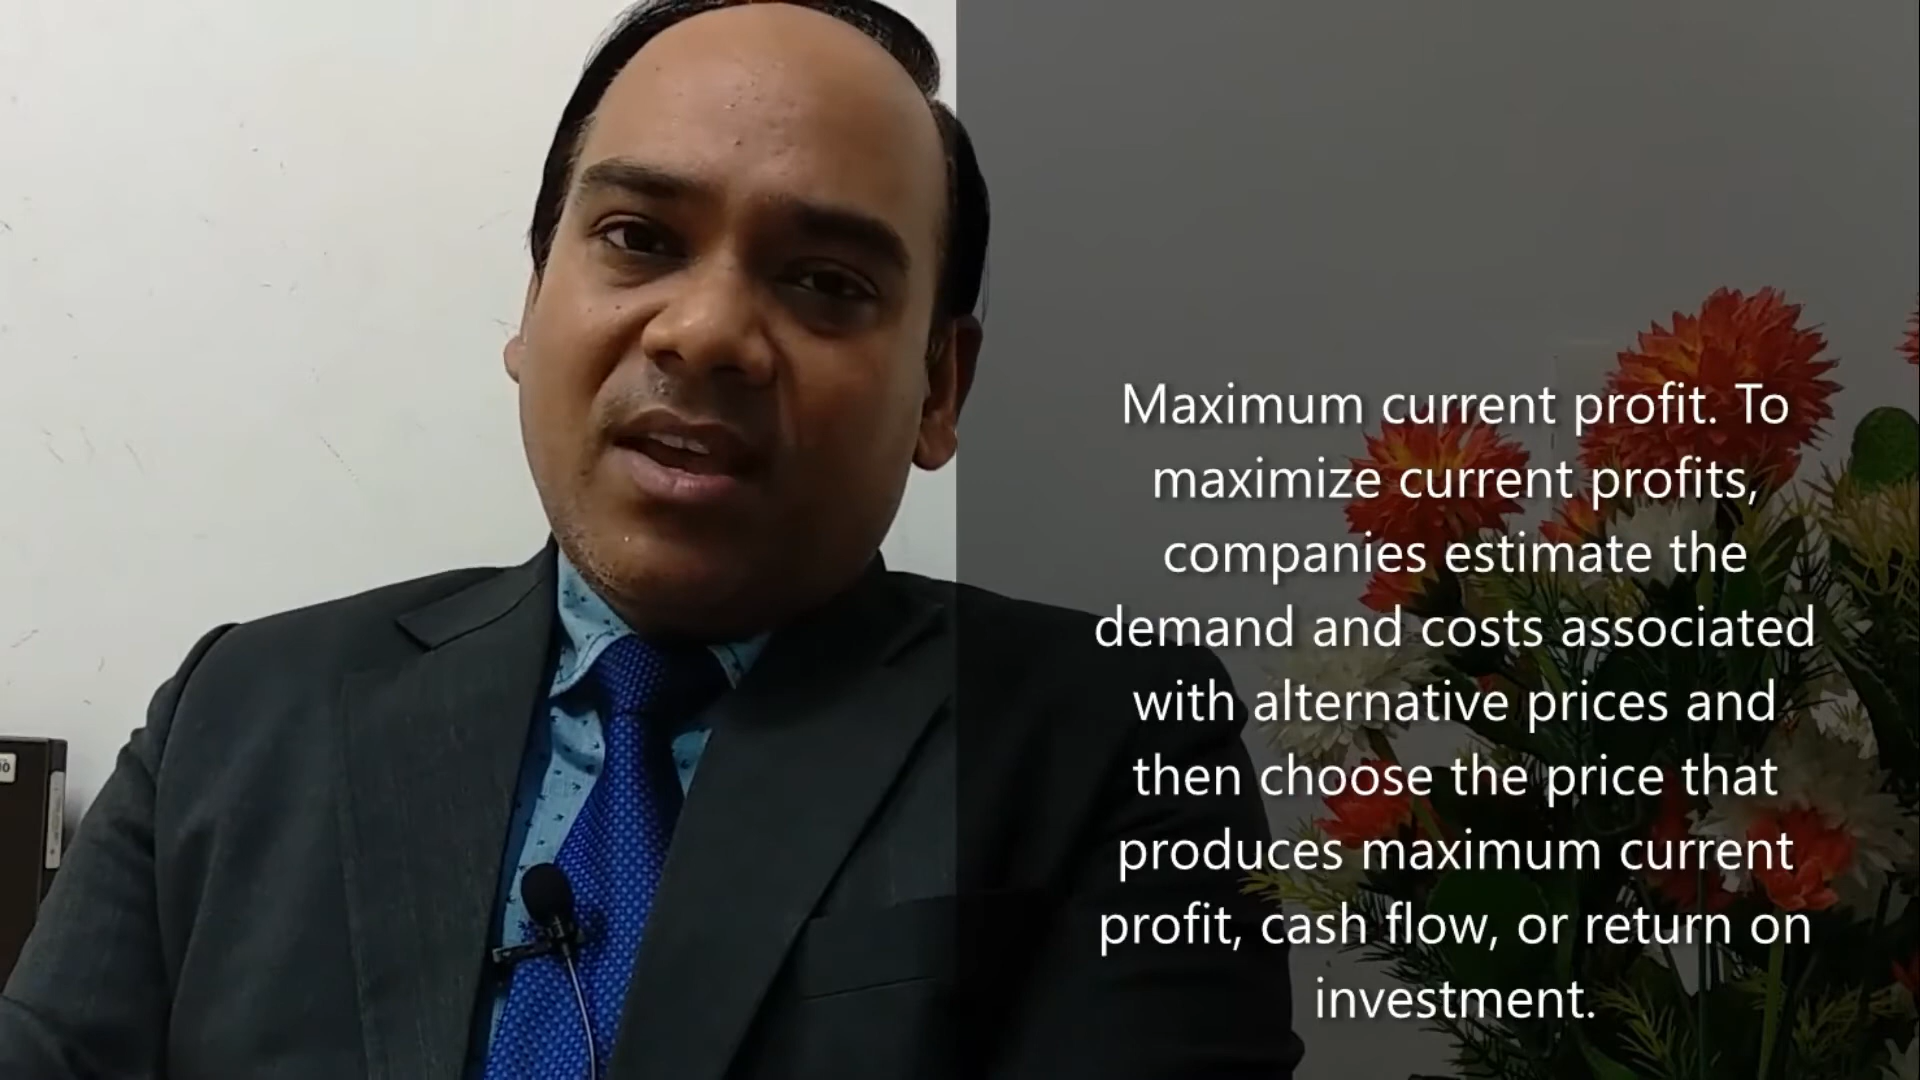 Maximum current profit. To
maximize current profits,
companies estimate the
demand and costs associated
with alternative prices and
then choose the price that
produces maximum current
profit, cash flow, or return on
investment.